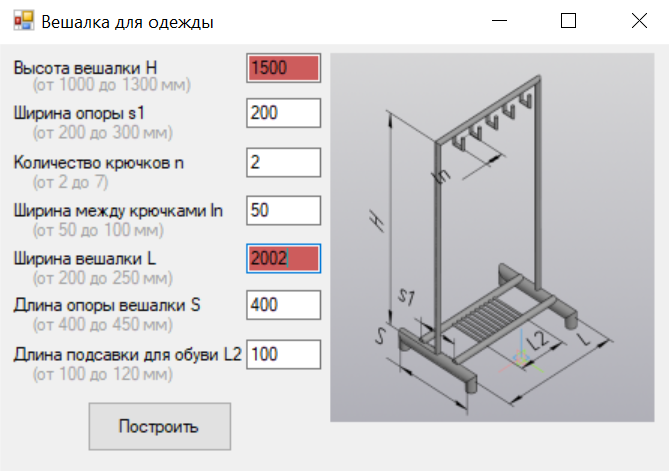 Вешалка для одежды
Высота вешалки H 1500
(от 1000 до 1300 мм)
Ширина опоры s1 200
(от 200 до 300 мм)
Количество крючков n 2
(от 2 до 7)
Ширина между крючками ln 50
(от 50 до 100 мм)
Ширина вешалки L 2002
(от 200 до 250 мм)
Длина опоры вешалки S 400
(от 400 до 450 мм)
Длина подсавки для обуви L2 100
(от 100 до 120 мм)
Построить
ln
H
s1
S
L2
L